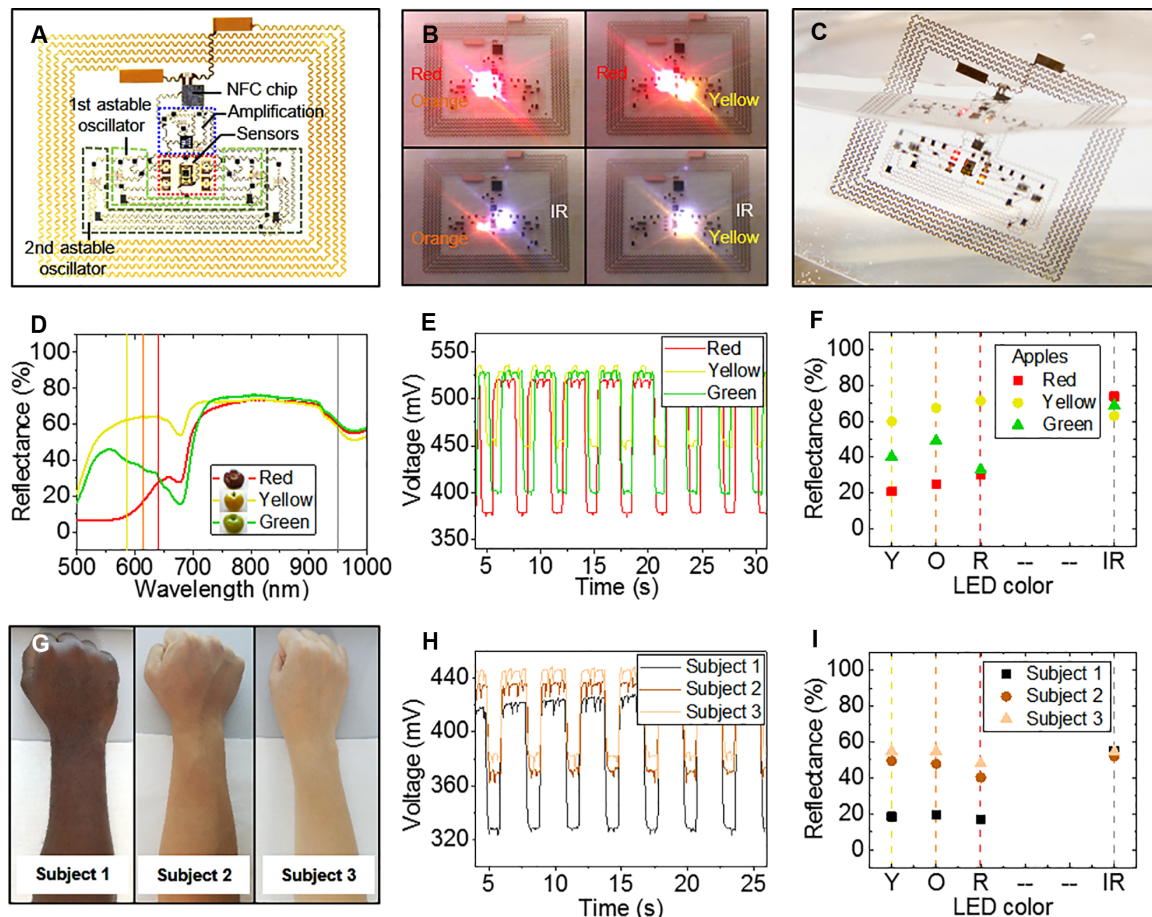 A
NFC chip
1st astable
oscillator
Amplification
Sensors
2nd astable
oscillator
B
Red
Orange
Red
Yellow
Orange
IR
IR
Yellow
C
D
Reflectance (%)
100
80
60
40
20
0
Red
Yellow
Green
500 600 700 800 900 1000
Wavelength (nm)
E
Voltage (mV)
550
500
450
400
350
Red
Yellow
Green
5 10 15 20 25 30
Time (s)
F
Reflectance (%)
100
80
60
40
20
0
Apples
Red
Yellow
Green
Y O R -- -- IR
LED color
G
Subject 1 Subject 2 Subject 3
H
Voltage (mV)
440
400
360
320
Subject 1
Subject 2
Subject 3
5 10 15 20 25
Time (s)
I
Reflectance (%)
100
80
60
40
20
0
Subject 1
Subject 2
Subject 3
Y O R -- -- IR
LED color